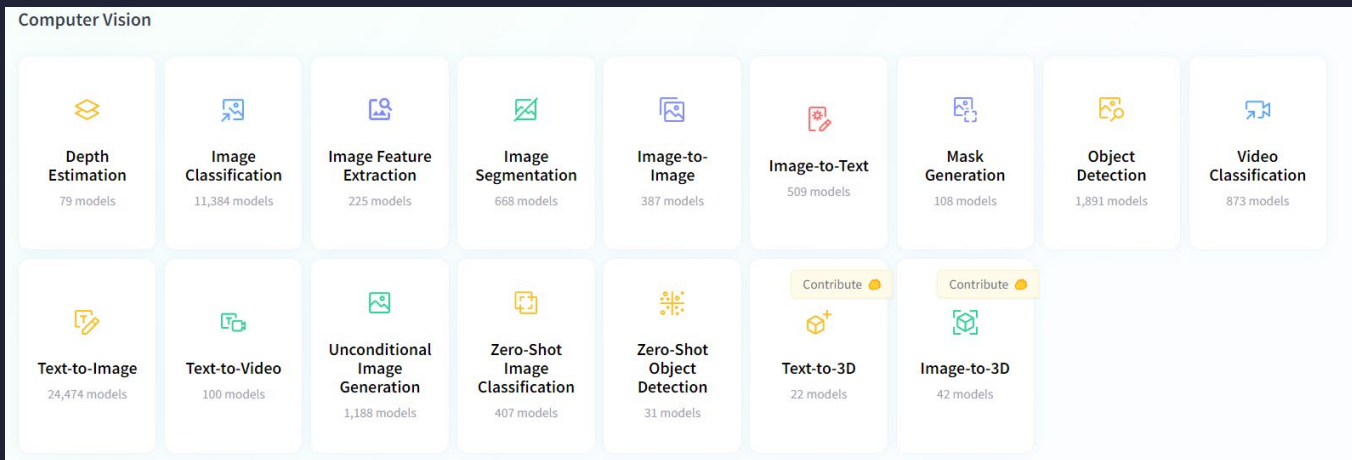 Computer Vision
Depth
Estimation
79 models
Image
Classification
11,384 models
Image Feature
Extraction
225 models
Image
Segmentation
668 models
Image-to-
Image
387 models
Image-to-Text
509 models
Mask
Generation
108 models
Object
Detection
1,891 models
Video
Classification
873 models
Text-to-Image
24,474 models
Text-to-Video
100 models
Unconditional
Image
Generation
1,188 models
Zero-Shot
Image
Classification
407 models
Zero-Shot
Object
Detection
31 models
Contribute
Text-to-3D
22 models
Contribute
Image-to-3D
42 models